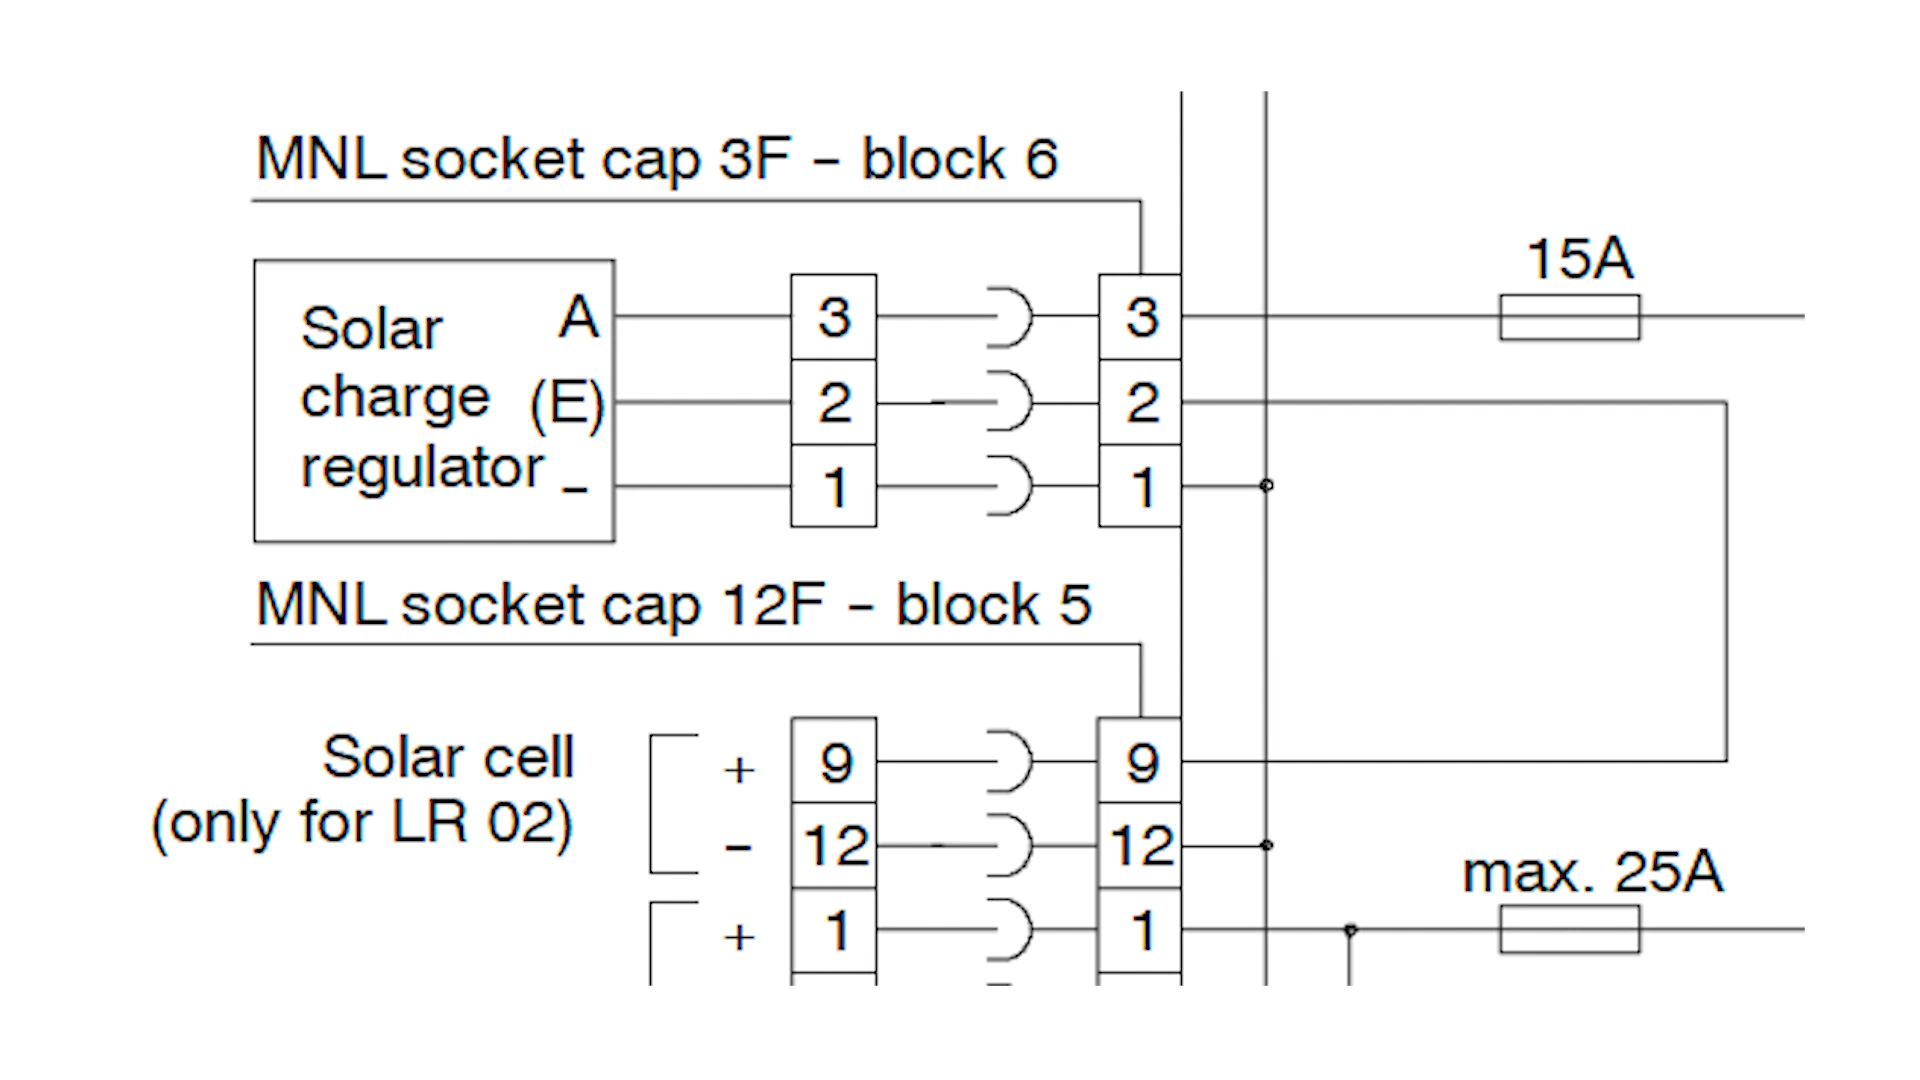 MNL socket cap 3F – block 6
15A
Solar
charge
regulator
A
(E)
–
3 3
2 2
1 1
MNL socket cap 12F – block 5
Solar cell
(only for LR 02)
+ 9 9
– 12 12
max. 25A
+ 1 1